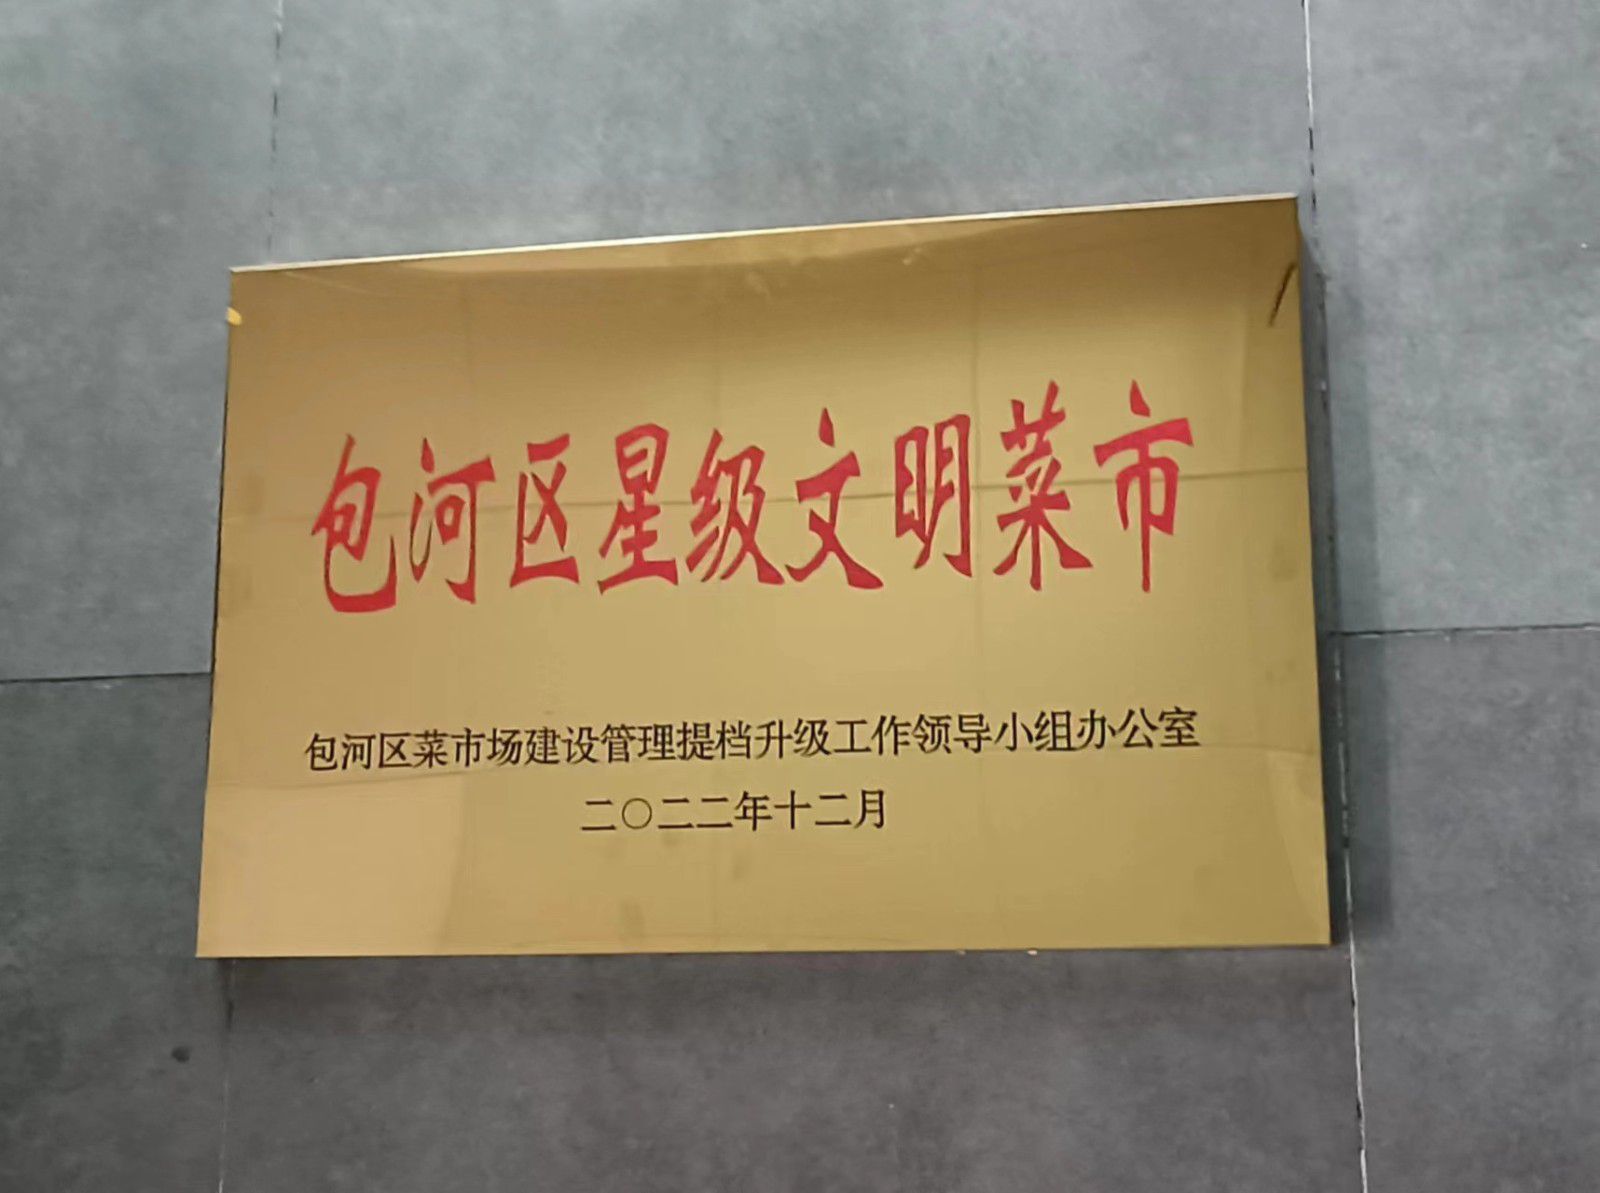 包河区星级文明菜市
包河区菜市场建设管理提档升级工作领导小组办公室
二〇二二年十二月